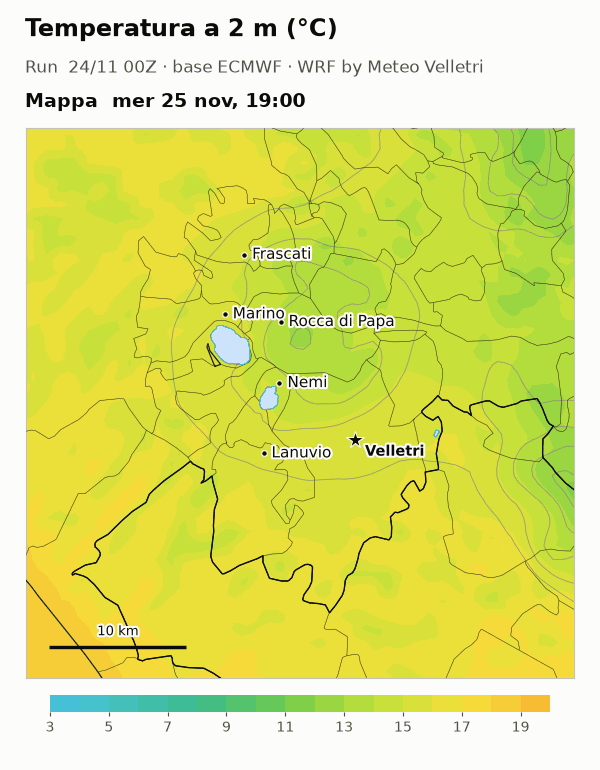 Temperatura a 2 m (°C)
Run  24/11 00Z · base ECMWF · WRF by Meteo Velletri
Mappa  mer 25 nov, 19:00
Frascati
Marino
Rocca di Papa
Nemi
Velletri
Lanuvio
10 km
3 5 7 9 11 13 15 17 19